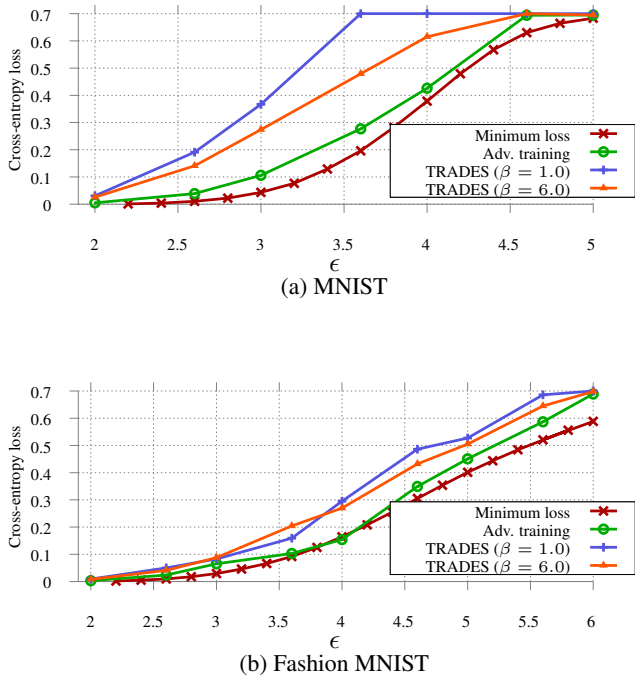 0.7
0.6
0.5
0.4
0.3
0.2
0.1
0
Cross-entropy loss
Minimum loss
Adv. training
TRADES (β = 1.0)
TRADES (β = 6.0)
2 2.5 3 3.5 4 4.5 5
ϵ
(a) MNIST
0.7
0.6
0.5
0.4
0.3
0.2
0.1
0
Cross-entropy loss
Minimum loss
Adv. training
TRADES (β = 1.0)
TRADES (β = 6.0)
2 2.5 3 3.5 4 4.5 5 5.5 6
ϵ
(b) Fashion MNIST